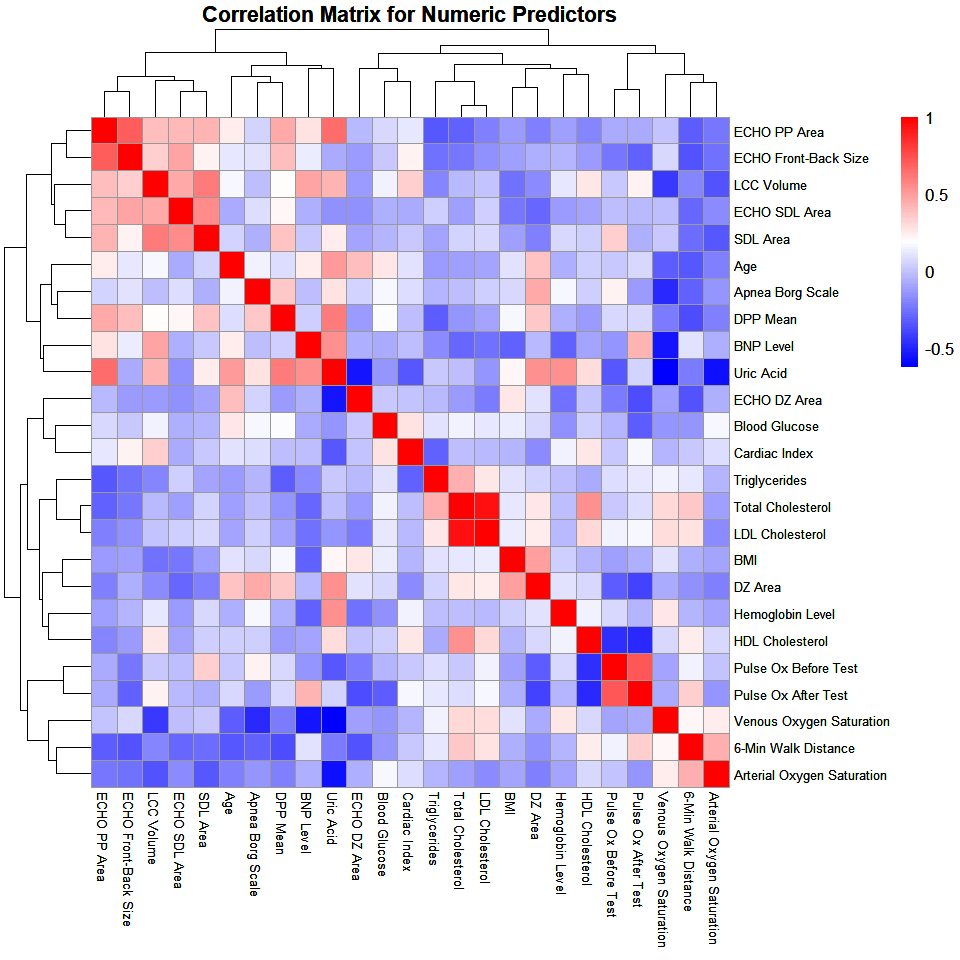 Correlation Matrix for Numeric Predictors
1
0.5
0
-0.5
ECHO PP Area
ECHO Front-Back Size
LCC Volume
ECHO SDL Area
SDL Area
Age
Apnea Borg Scale
DPP Mean
BNP Level
Uric Acid
ECHO DZ Area
Blood Glucose
Cardiac Index
Triglycerides
Total Cholesterol
LDL Cholesterol
BMI
DZ Area
Hemoglobin Level
HDL Cholesterol
Pulse Ox Before Test
Pulse Ox After Test
Venous Oxygen Saturation
6-Min Walk Distance
Arterial Oxygen Saturation
ECHO PP Area
ECHO Front-Back Size
LCC Volume
ECHO SDL Area
SDL Area
Age
Apnea Borg Scale
DPP Mean
BNP Level
Uric Acid
ECHO DZ Area
Blood Glucose
Cardiac Index
Triglycerides
Total Cholesterol
LDL Cholesterol
BMI
DZ Area
Hemoglobin Level
HDL Cholesterol
Pulse Ox Before Test
Pulse Ox After Test
Venous Oxygen Saturation
6-Min Walk Distance
Arterial Oxygen Saturation